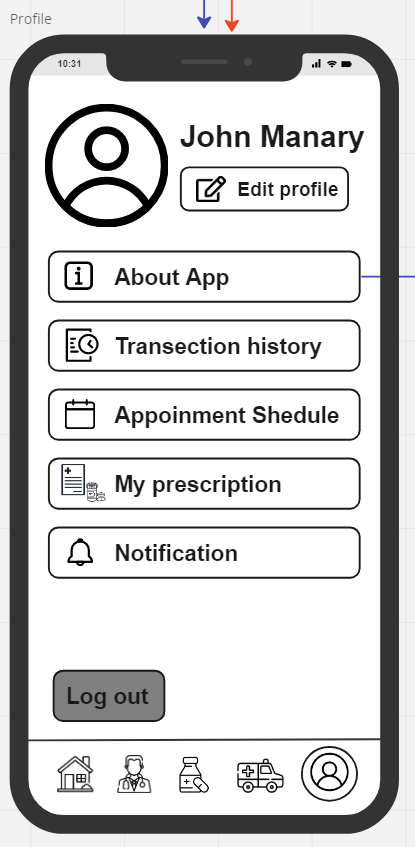 Profile
10:31
John Manary
Edit profile
About App
Transection history
Appoinment Shedule
My prescription
Notification
Log out